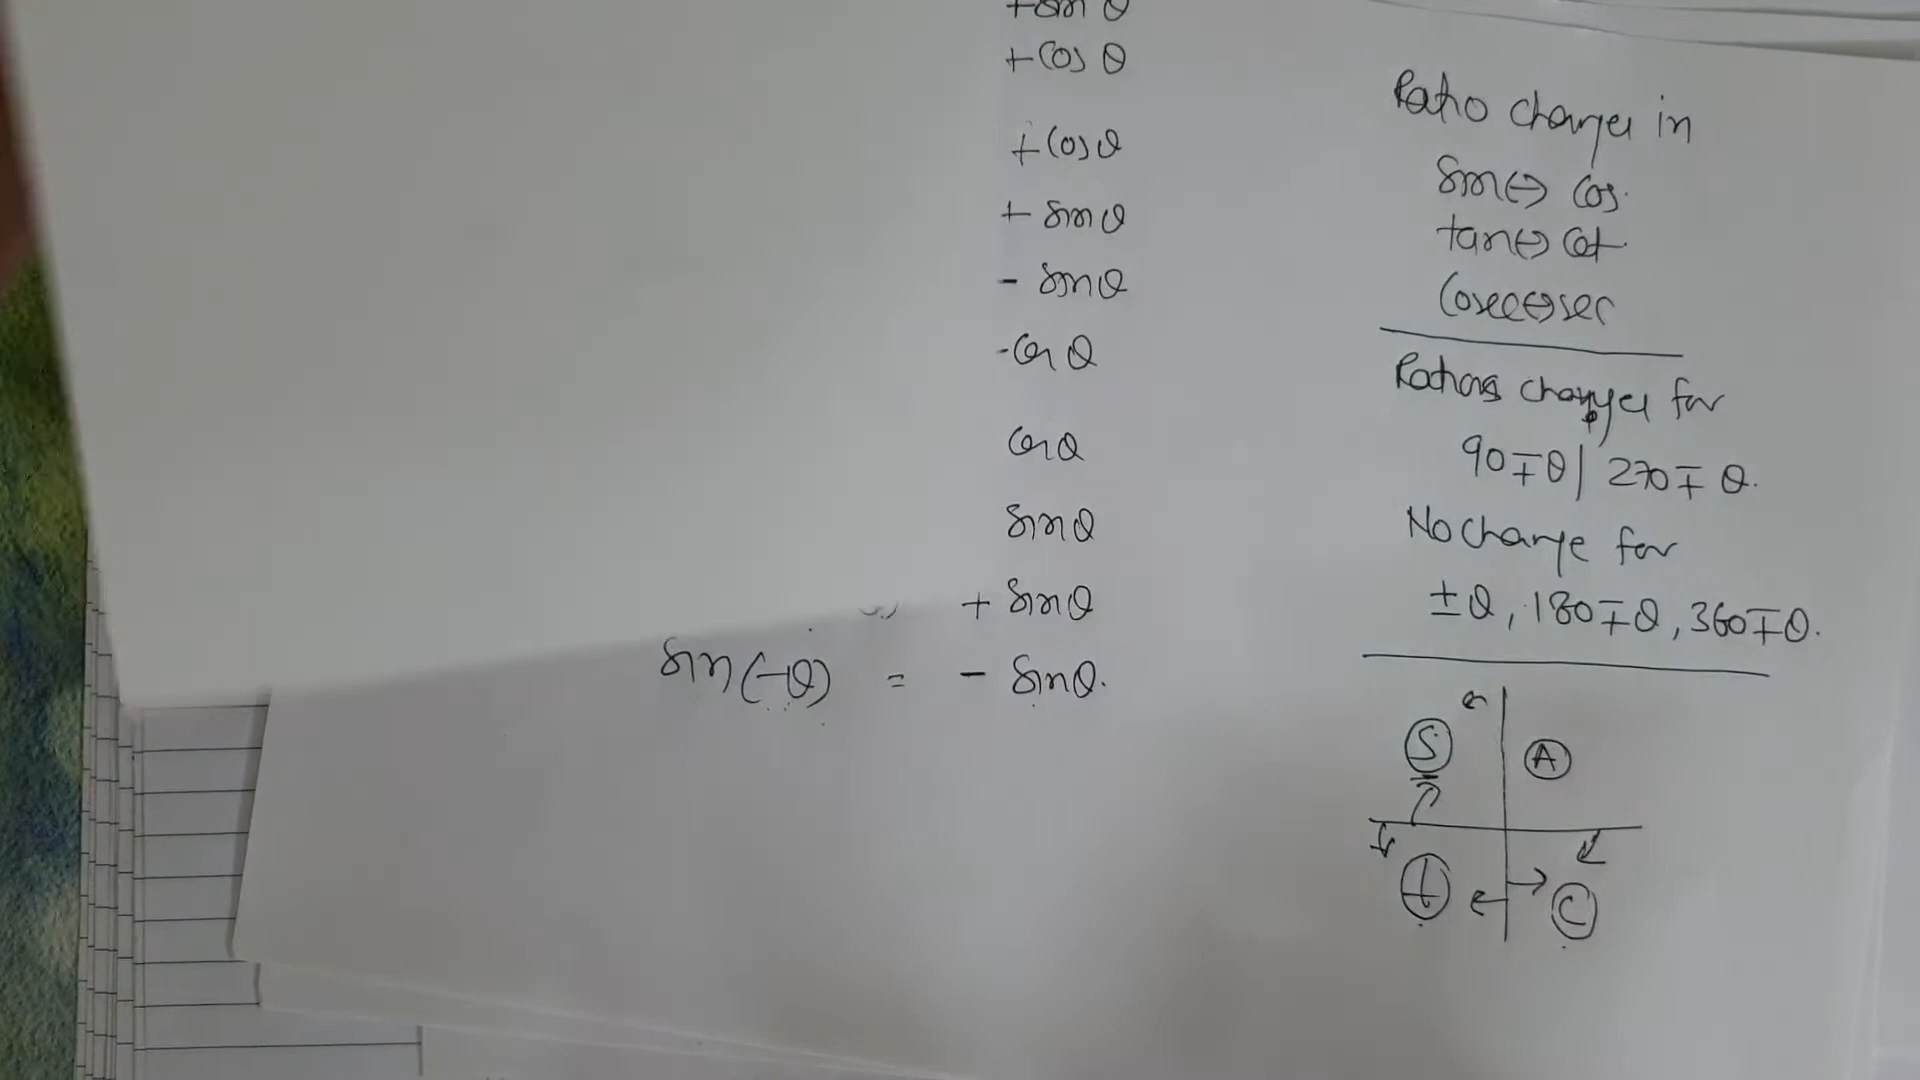 +sin θ
+cos θ
+cos θ
+ sin θ
- sin θ
-cos θ
cos θ
sin θ
+ sin θ
sin(-θ) = - sin θ.
Ratio changes in
sin↔ cos.
tan↔ cot.
Cosec↔sec
Ratios changes for
90∓θ| 270∓ θ.
No change for
±θ, 180∓θ, 360∓θ.
S A
t C